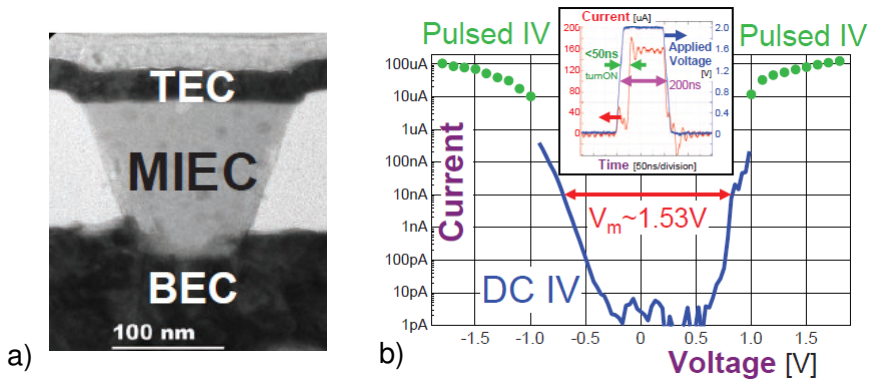 a)
TEC
MIEC
BEC
100 nm
b)
Pulsed IV
Pulsed IV
Current [uA]
200
160
120
80
40
0
<50ns
turnON
Applied
Voltage
[V]
2.0
1.6
1.2
0.8
0.4
0
200ns
Time [50ns/division]
100uA
10uA
1uA
100nA
10nA
1nA
100pA
10pA
1pA
Current
Vm~1.53V
DC IV
-1.5
-1.0
-0.5
0
0.5
1.0
1.5
Voltage [V]